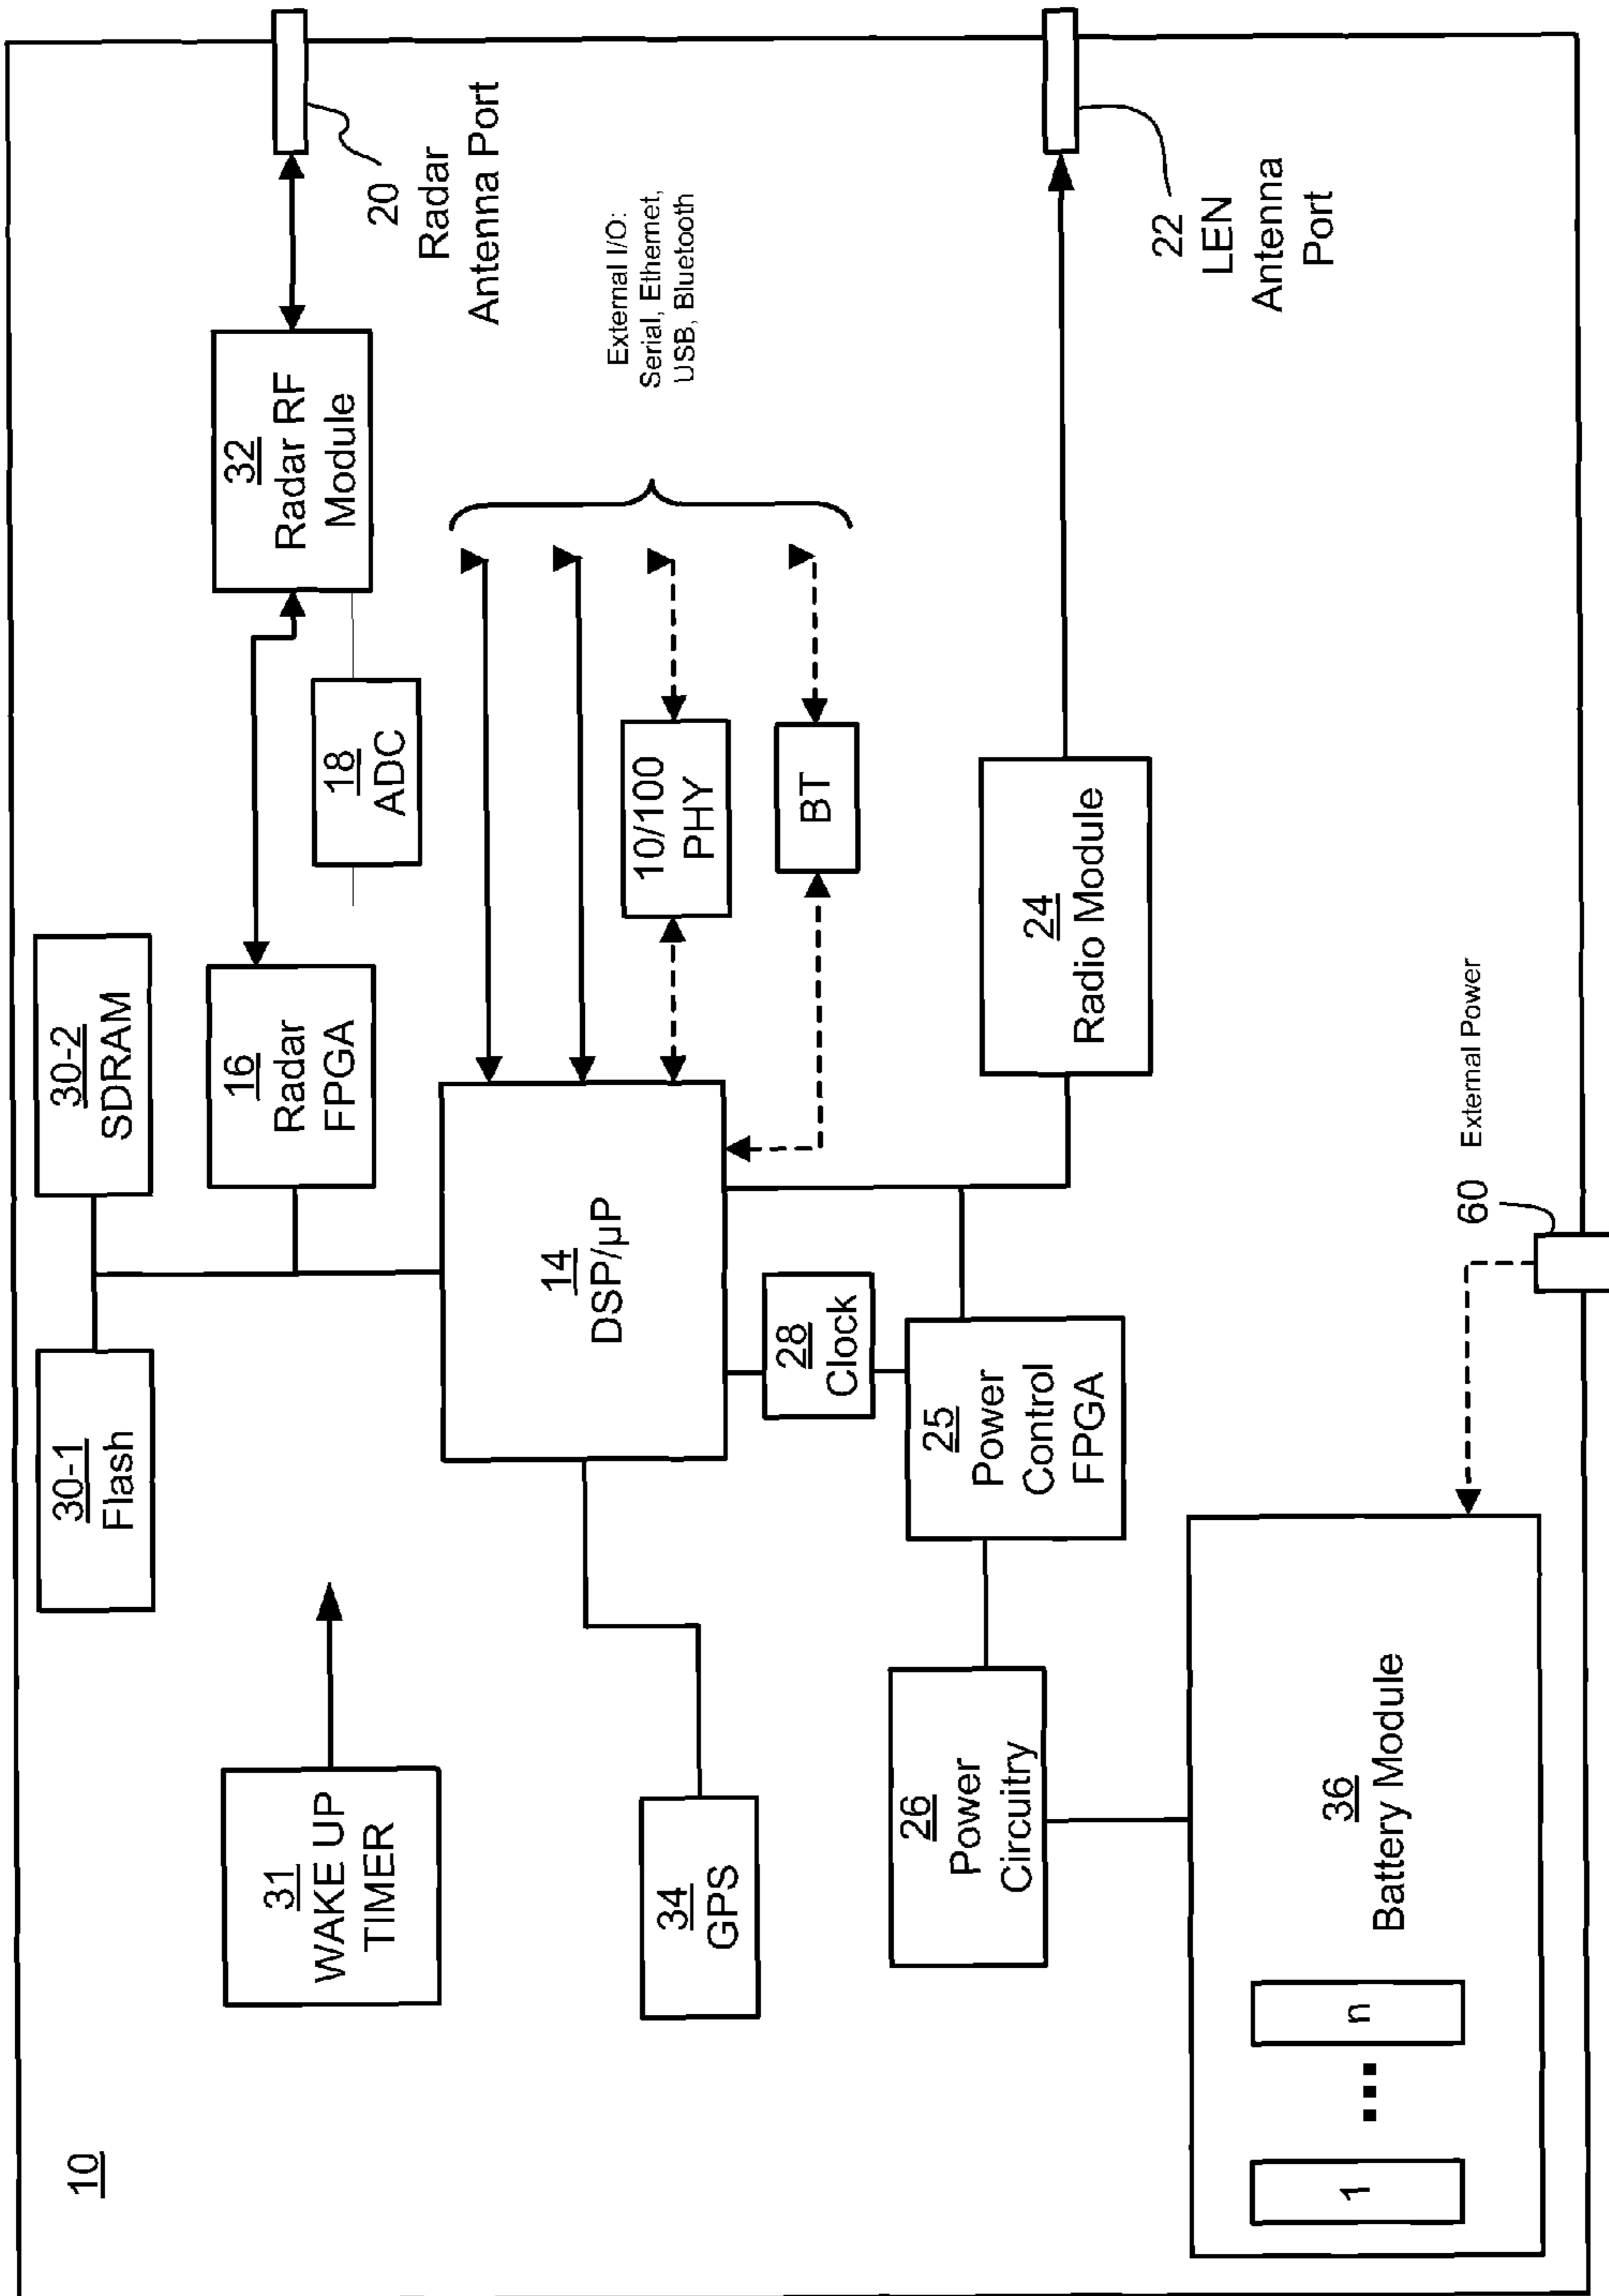 10
30-1
Flash
30-2
SDRAM
31
WAKE UP
TIMER
16
Radar
FPGA
32
Radar RF
Module
18
ADC
20
Radar
Antenna Port
14
DSP/µP
External I/O:
Serial, Ethernet,
USB, Bluetooth
34
GPS
10/100
PHY
BT
28
Clock
26
Power
Circuitry
25
Power
Control
FPGA
24
Radio Module
22
LEN
Antenna
Port
36
Battery Module
1
n
60
External Power